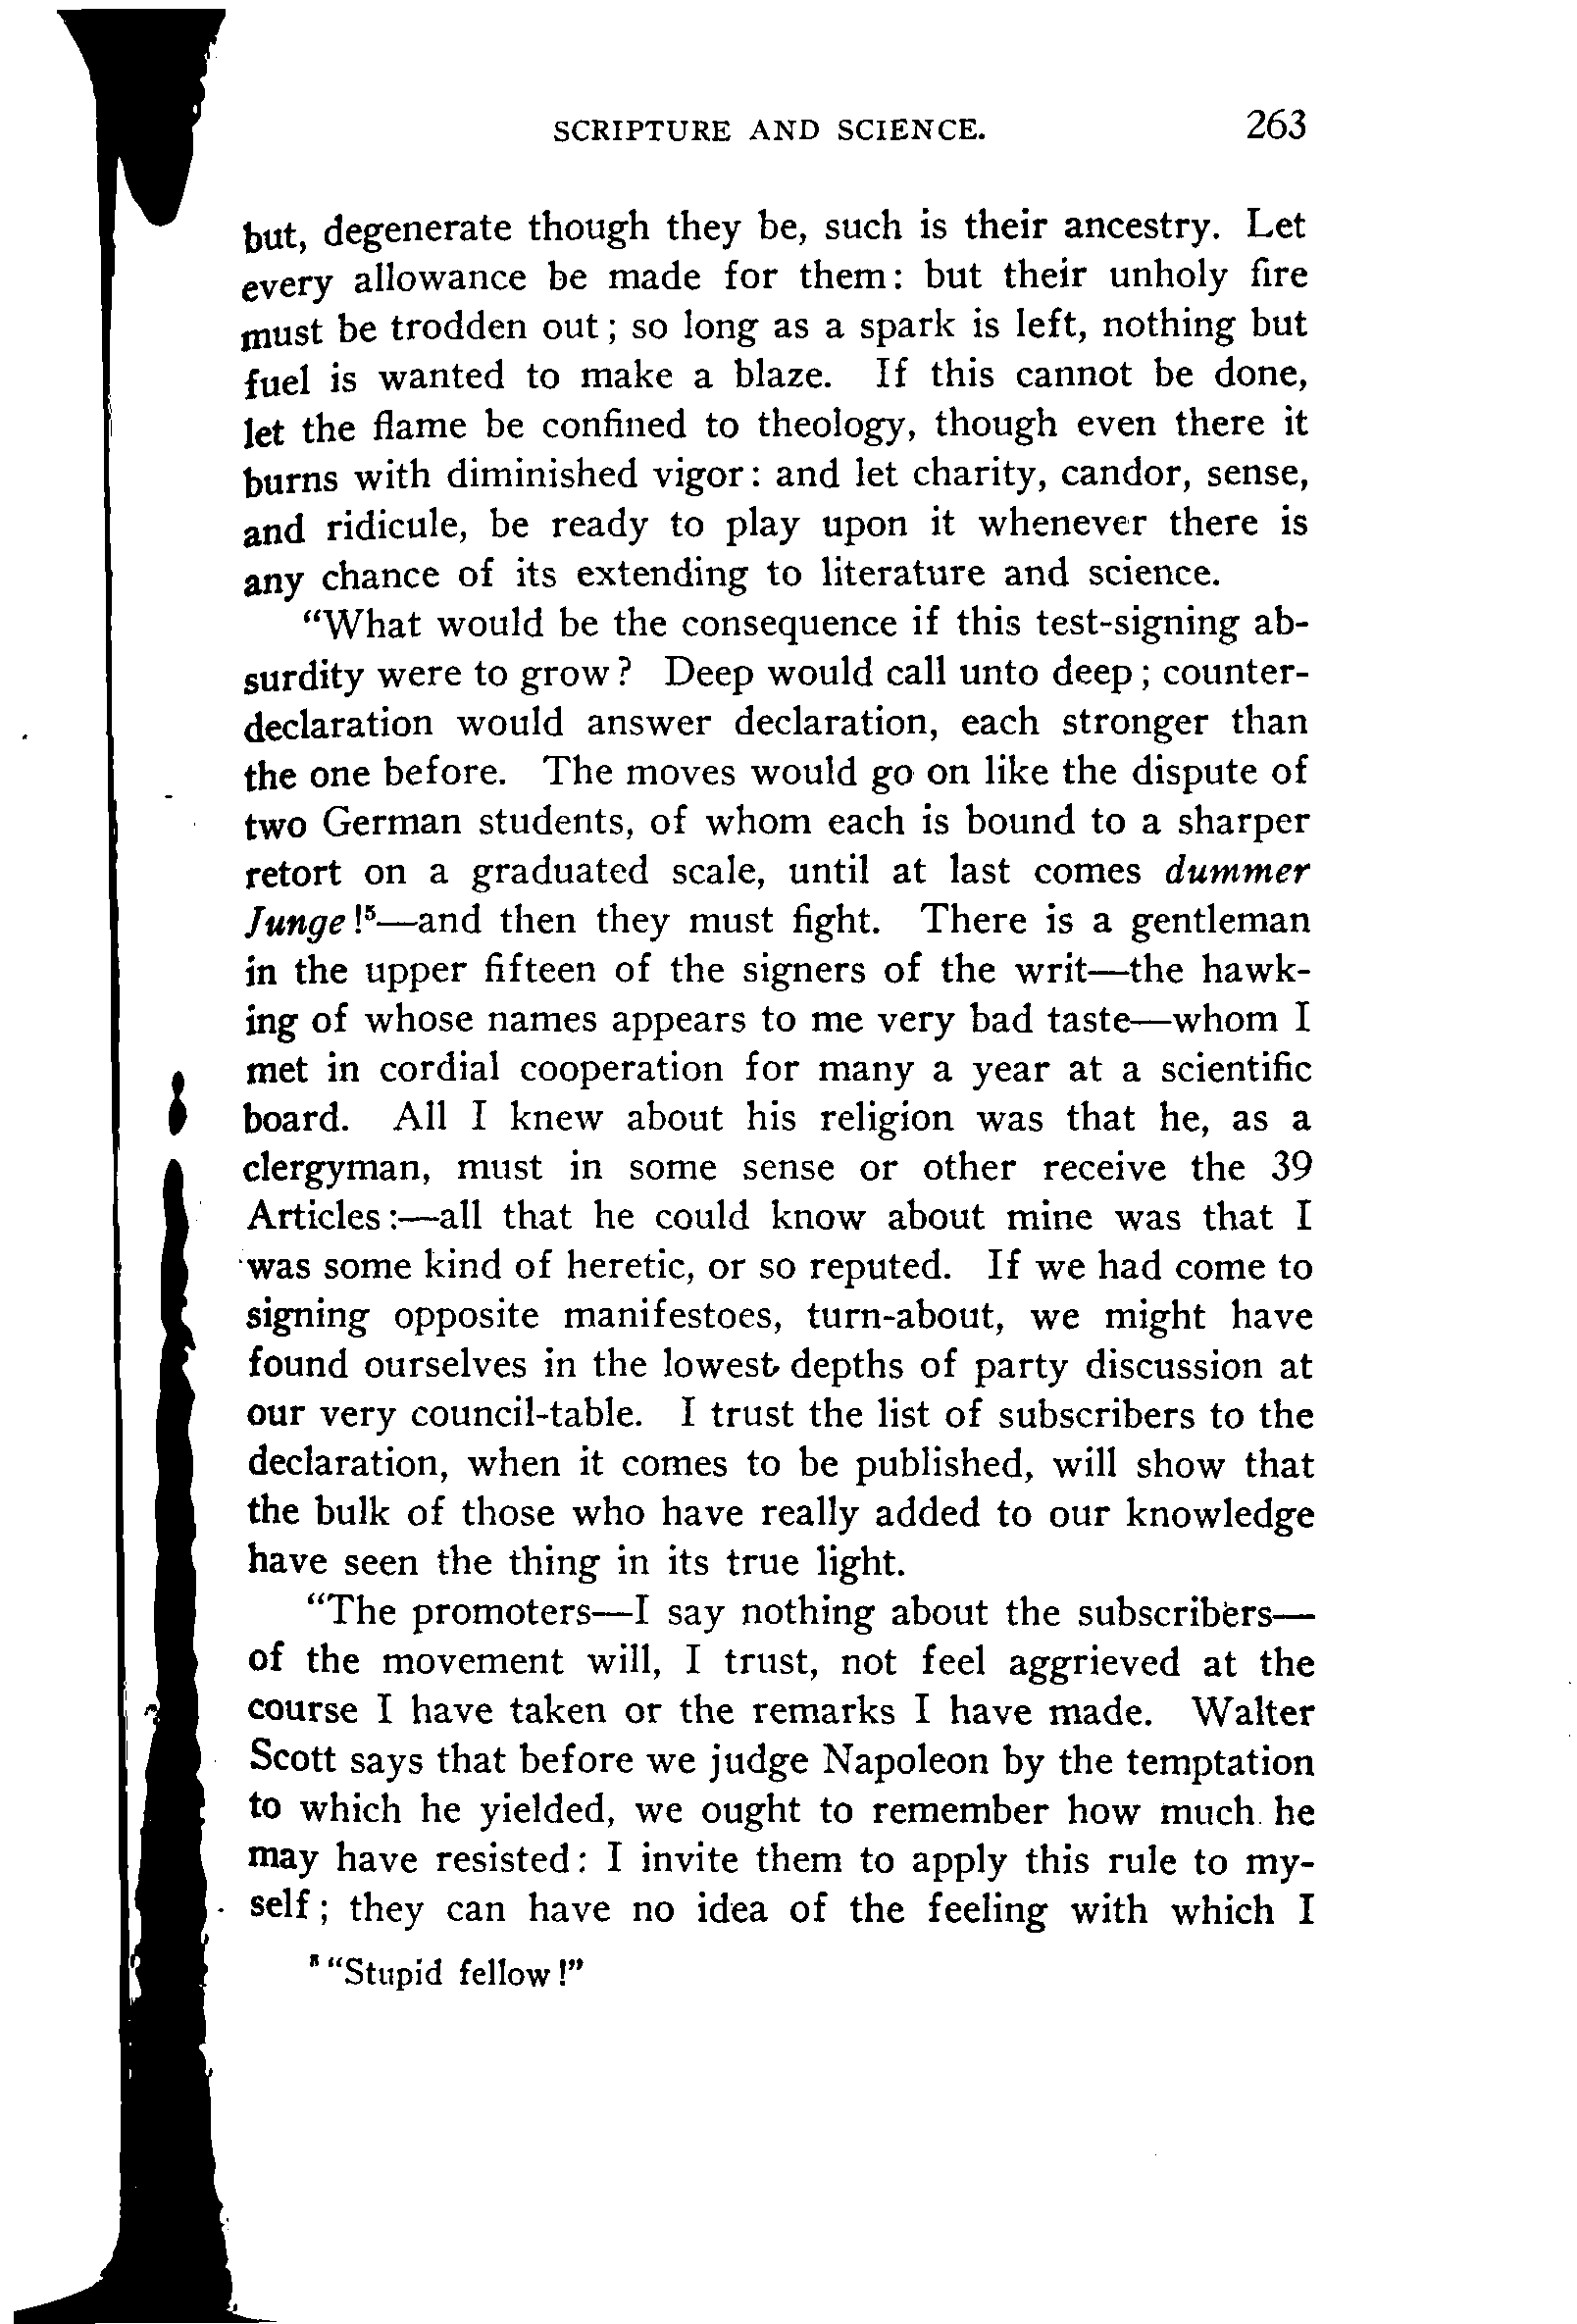 SCRIPTURE AND SCIENCE. 263
but, degenerate though they be, such is their ancestry. Let
every allowance be made for them: but their unholy fire
must be trodden out; so long as a spark is left, nothing but
fuel is wanted to make a blaze. If this cannot be done,
let the flame be confined to theology, though even there it
burns with diminished vigor: and let charity, candor, sense,
and ridicule, be ready to play upon it whenever there is
any chance of its extending to literature and science.
"What would be the consequence if this test-signing ab-
surdity were to grow? Deep would call unto deep; counter-
declaration would answer declaration, each stronger than
the one before. The moves would go on like the dispute of
two German students, of whom each is bound to a sharper
retort on a graduated scale, until at last comes dummer
Junge!⁵—and then they must fight. There is a gentleman
in the upper fifteen of the signers of the writ—the hawk-
ing of whose names appears to me very bad taste—whom I
met in cordial cooperation for many a year at a scientific
board. All I knew about his religion was that he, as a
clergyman, must in some sense or other receive the 39
Articles:—all that he could know about mine was that I
was some kind of heretic, or so reputed. If we had come to
signing opposite manifestoes, turn-about, we might have
found ourselves in the lowest depths of party discussion at
our very council-table. I trust the list of subscribers to the
declaration, when it comes to be published, will show that
the bulk of those who have really added to our knowledge
have seen the thing in its true light.
"The promoters—I say nothing about the subscribers—
of the movement will, I trust, not feel aggrieved at the
course I have taken or the remarks I have made. Walter
Scott says that before we judge Napoleon by the temptation
to which he yielded, we ought to remember how much he
may have resisted: I invite them to apply this rule to my-
self; they can have no idea of the feeling with which I
⁵ "Stupid fellow!"